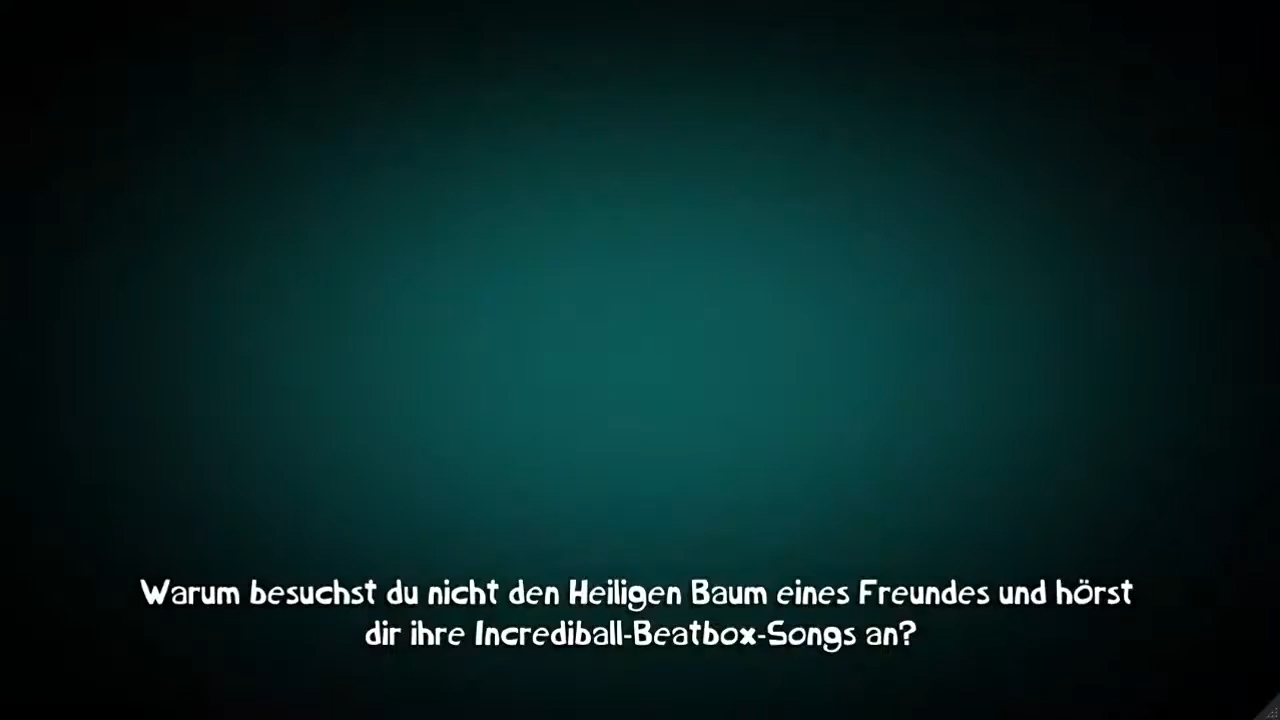 Warum besuchst du nicht den Heiligen Baum eines Freundes und hörst
dir ihre Incrediball-Beatbox-Songs an?